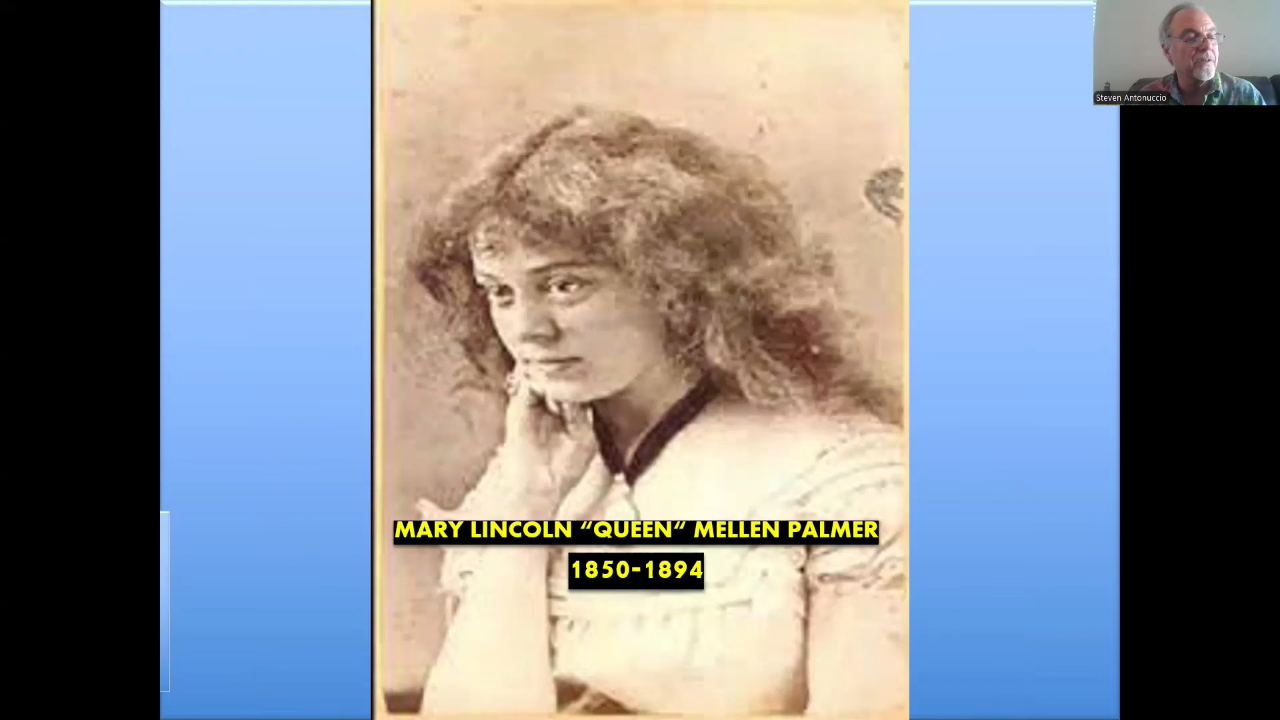 Steven Antonuccio
MARY LINCOLN “QUEEN“ MELLEN PALMER
1850-1894